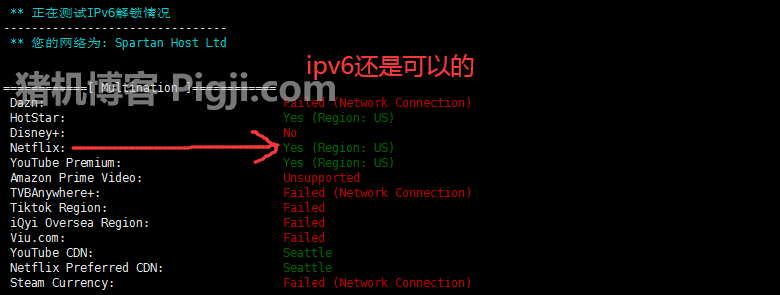 ** 正在测试IPv6解锁情况
--------------------------------
** 您的网络为: Spartan Host Ltd
ipv6还是可以的
猪机博客 Pigji.com
============[ Multination ]============
Dazn: Failed (Network Connection)
HotStar: Yes (Region: US)
Disney+: No
Netflix: Yes (Region: US)
YouTube Premium: Yes (Region: US)
Amazon Prime Video: Unsupported
TVBAnywhere+: Failed (Network Connection)
Tiktok Region: Failed
iQyi Oversea Region: Failed
Viu.com: Failed
YouTube CDN: Seattle
Netflix Preferred CDN: Seattle
Steam Currency: Failed (Network Connection)